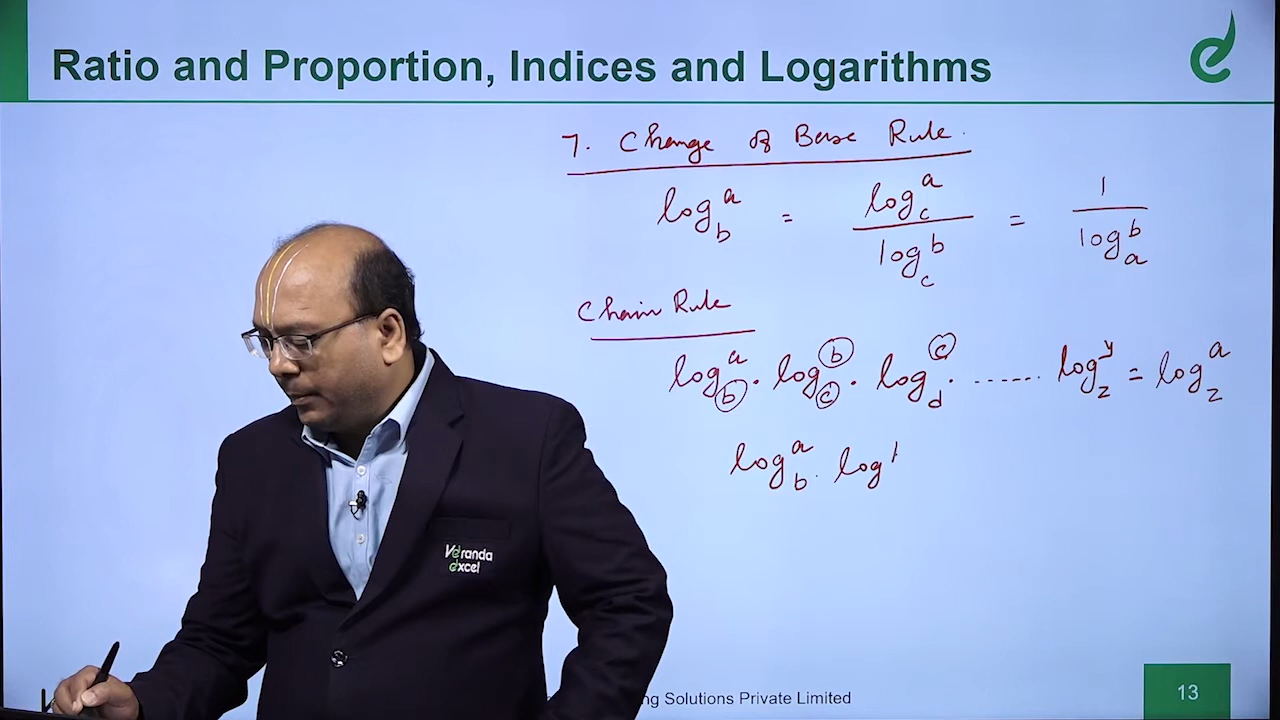 Ratio and Proportion, Indices and Logarithms
7. Change of Base Rule.
log_b^a = log_c^a / log_c^b = 1 / log_a^b
Chain Rule
log_b^a . log_c^b . log_d^c . ...... log_z^y = log_z^a
log_b^a . log
Veranda
excel
ng Solutions Private Limited
13